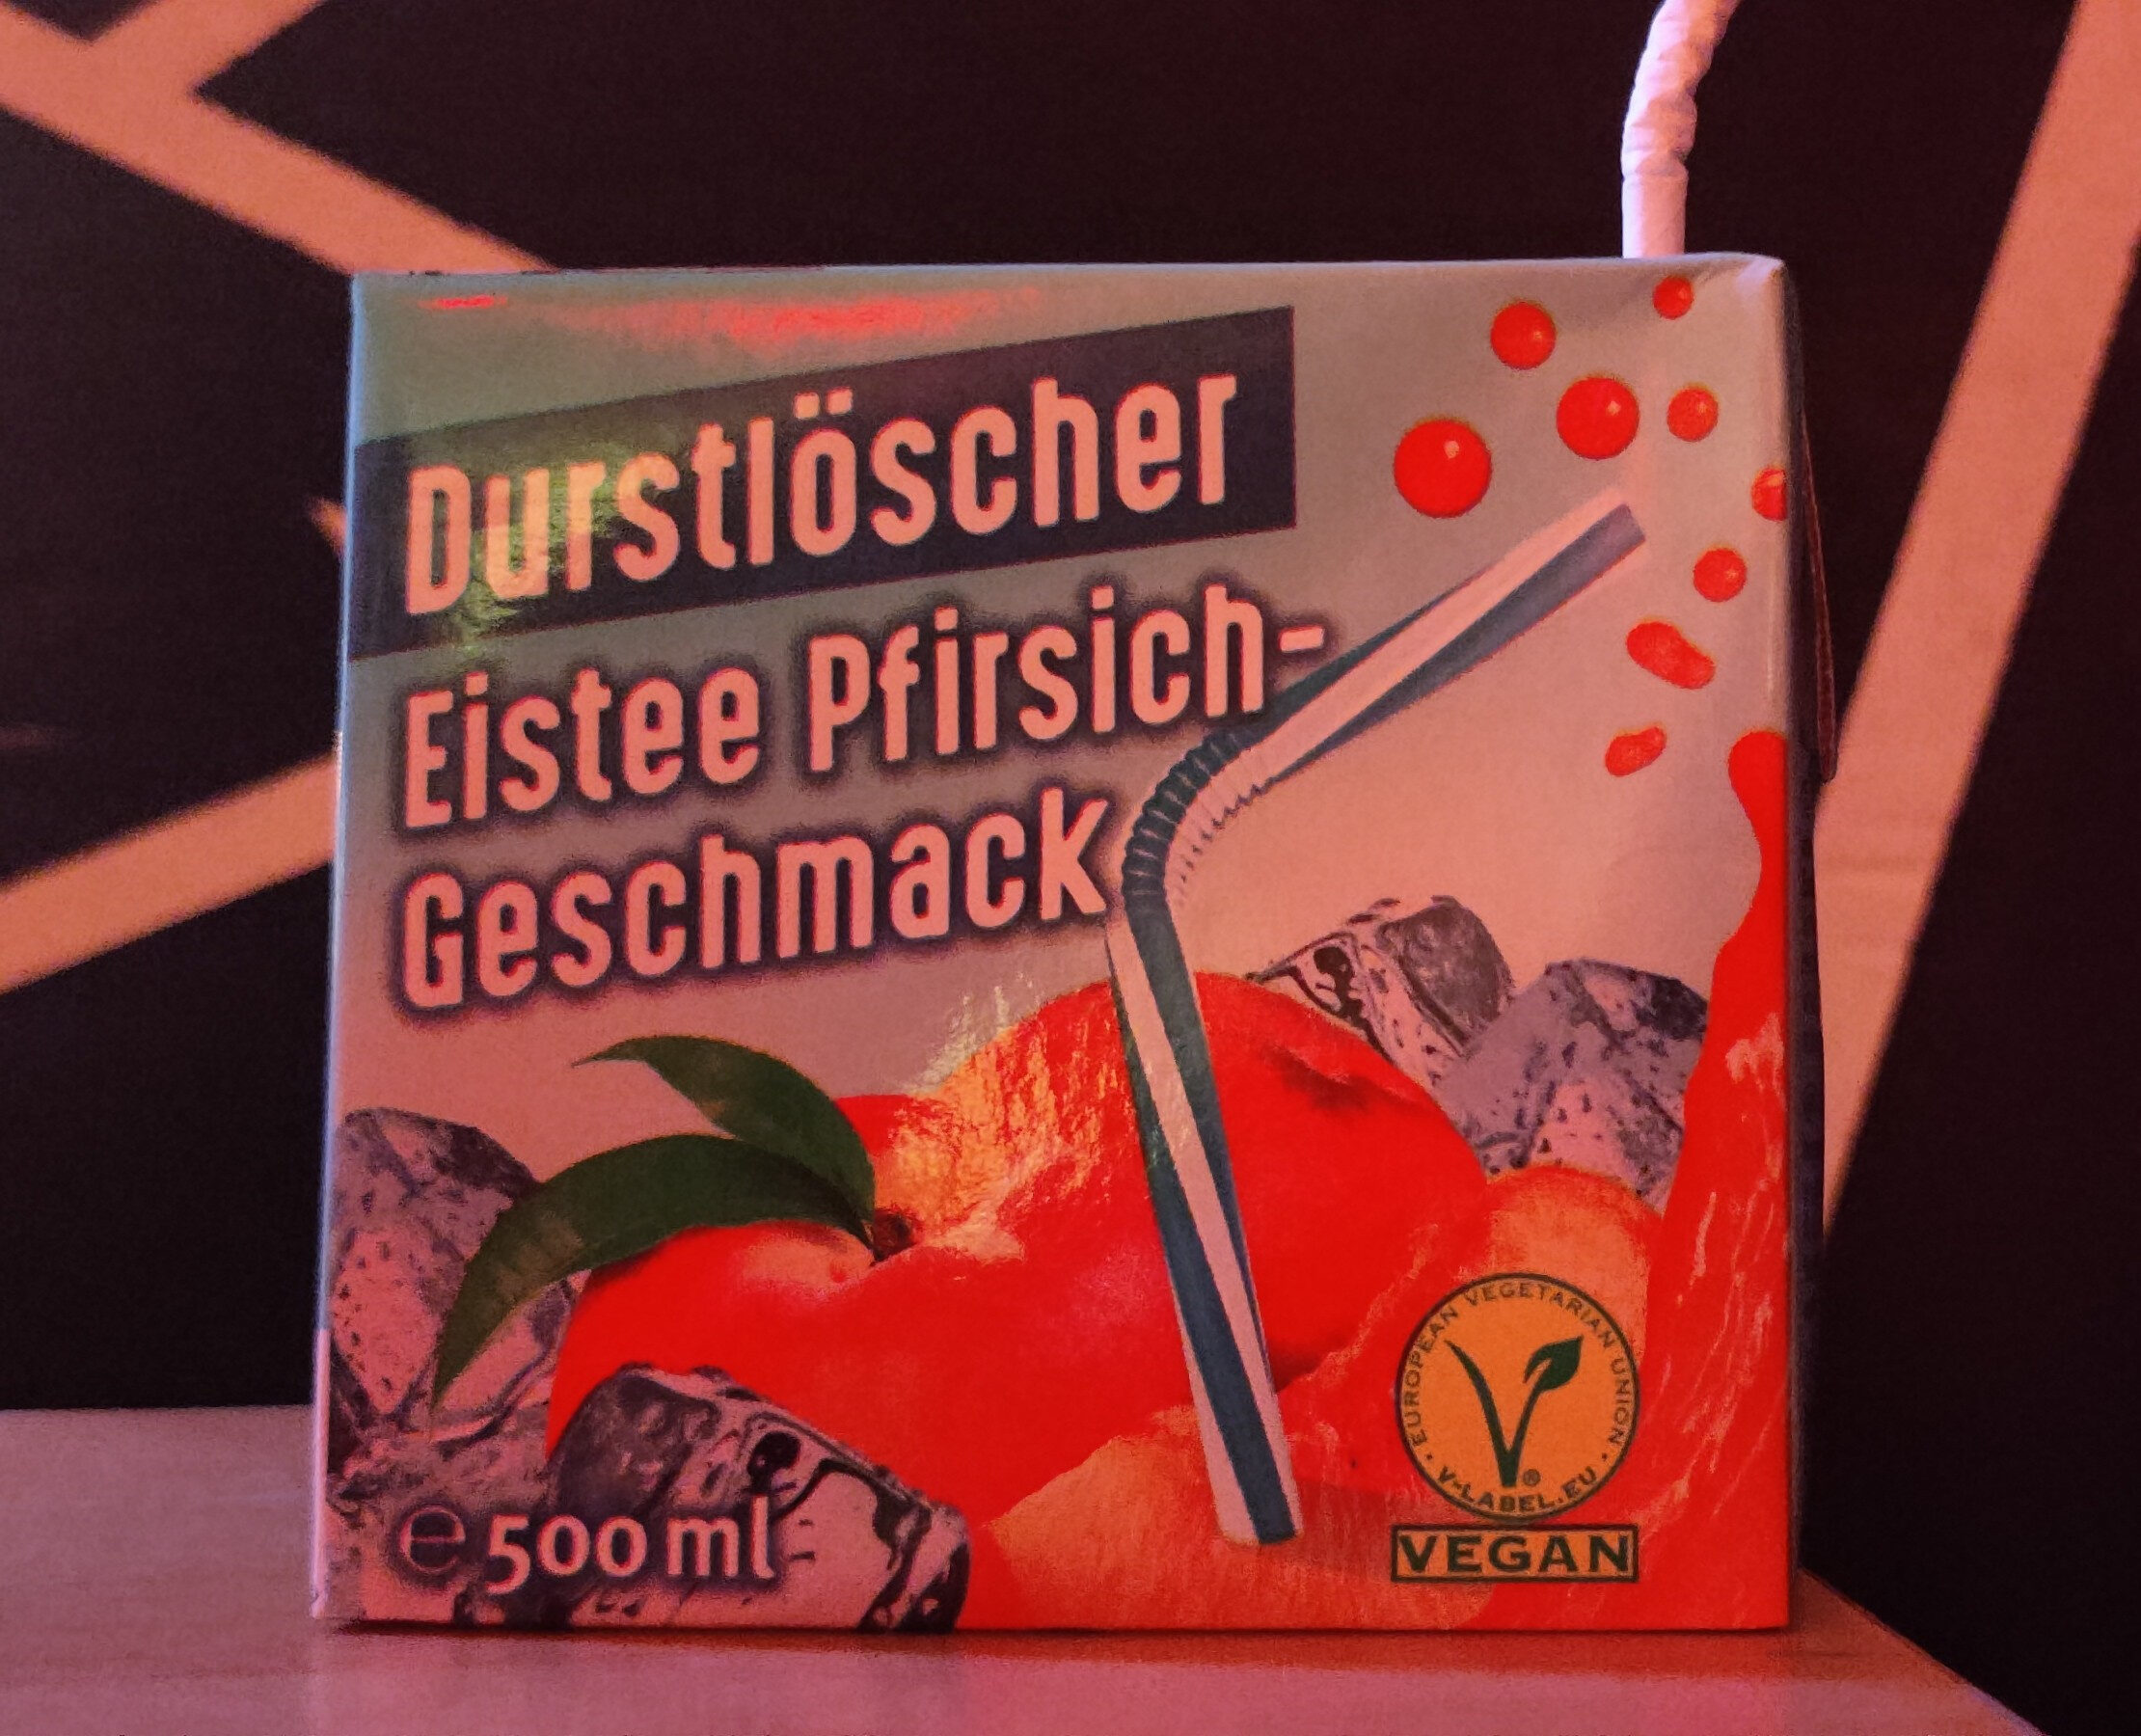 Durstlöscher
Eistee Pfirsich-
Geschmack
℮ 500 ml
· EUROPEAN VEGETARIAN UNION ·
V-LABEL.EU
®
VEGAN